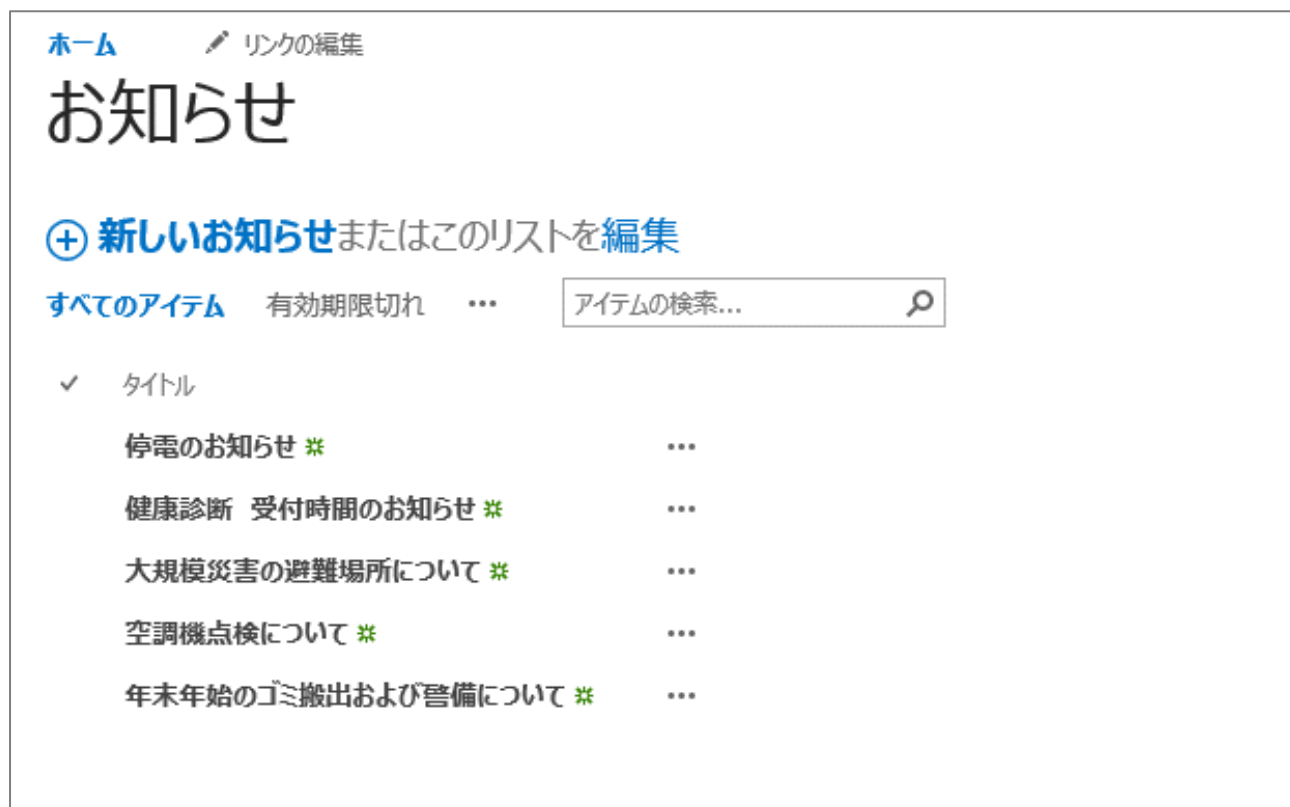 ホーム リンクの編集
お知らせ
新しいお知らせまたはこのリストを編集
すべてのアイテム 有効期限切れ ••• アイテムの検索...
タイトル
停電のお知らせ •••
健康診断　受付時間のお知らせ •••
大規模災害の避難場所について •••
空調機点検について •••
年末年始のゴミ搬出および警備について •••